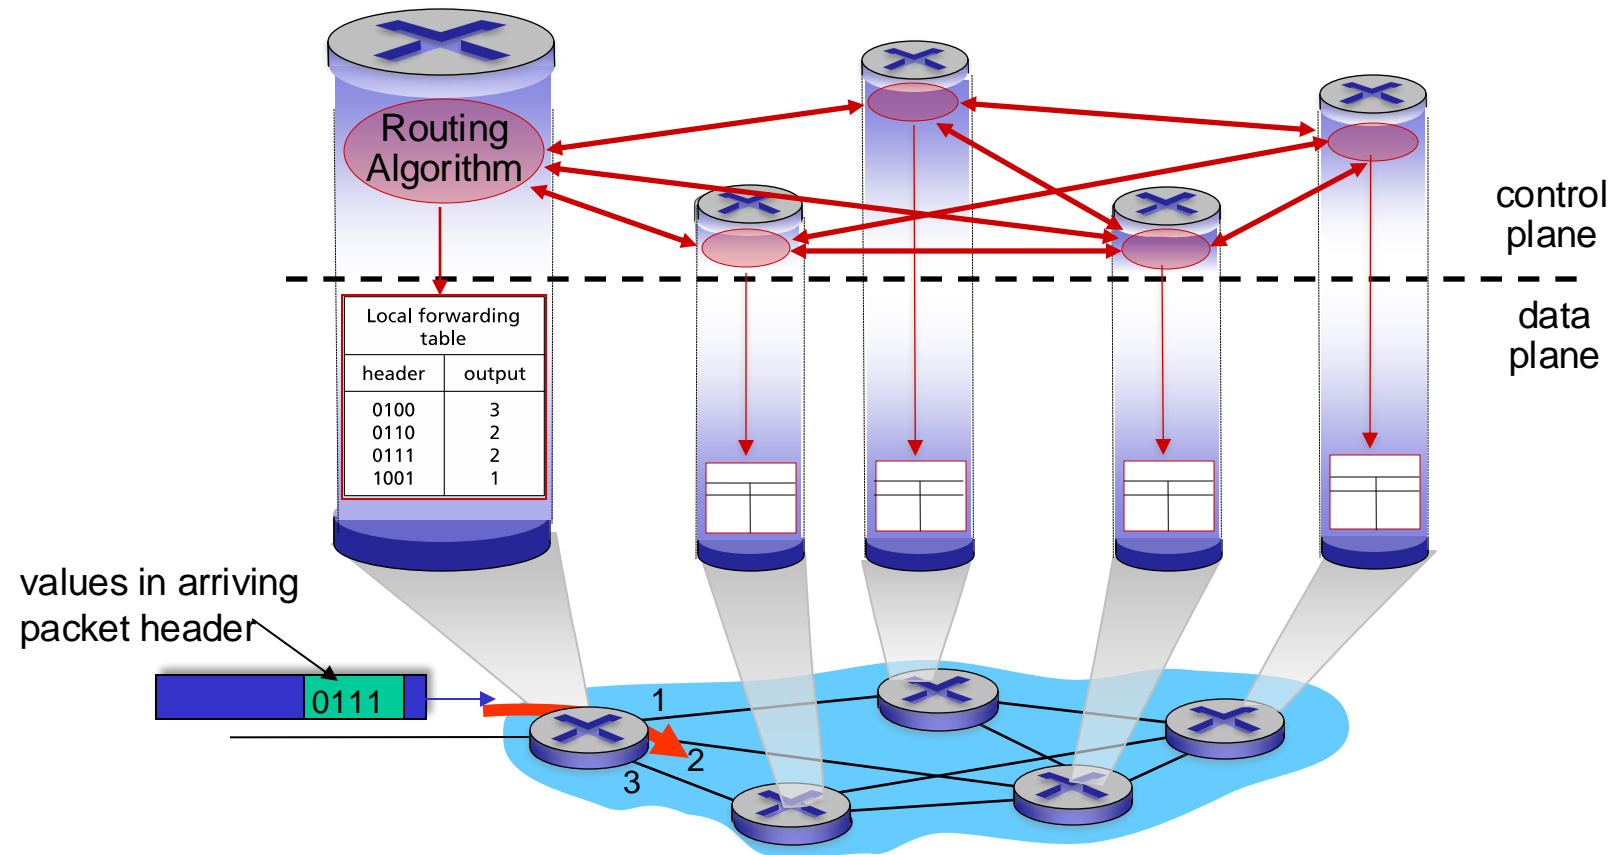 Routing
Algorithm
control
plane
data
plane
Local forwarding
table
header output
0100 3
0110 2
0111 2
1001 1
values in arriving
packet header
0111
1
2
3